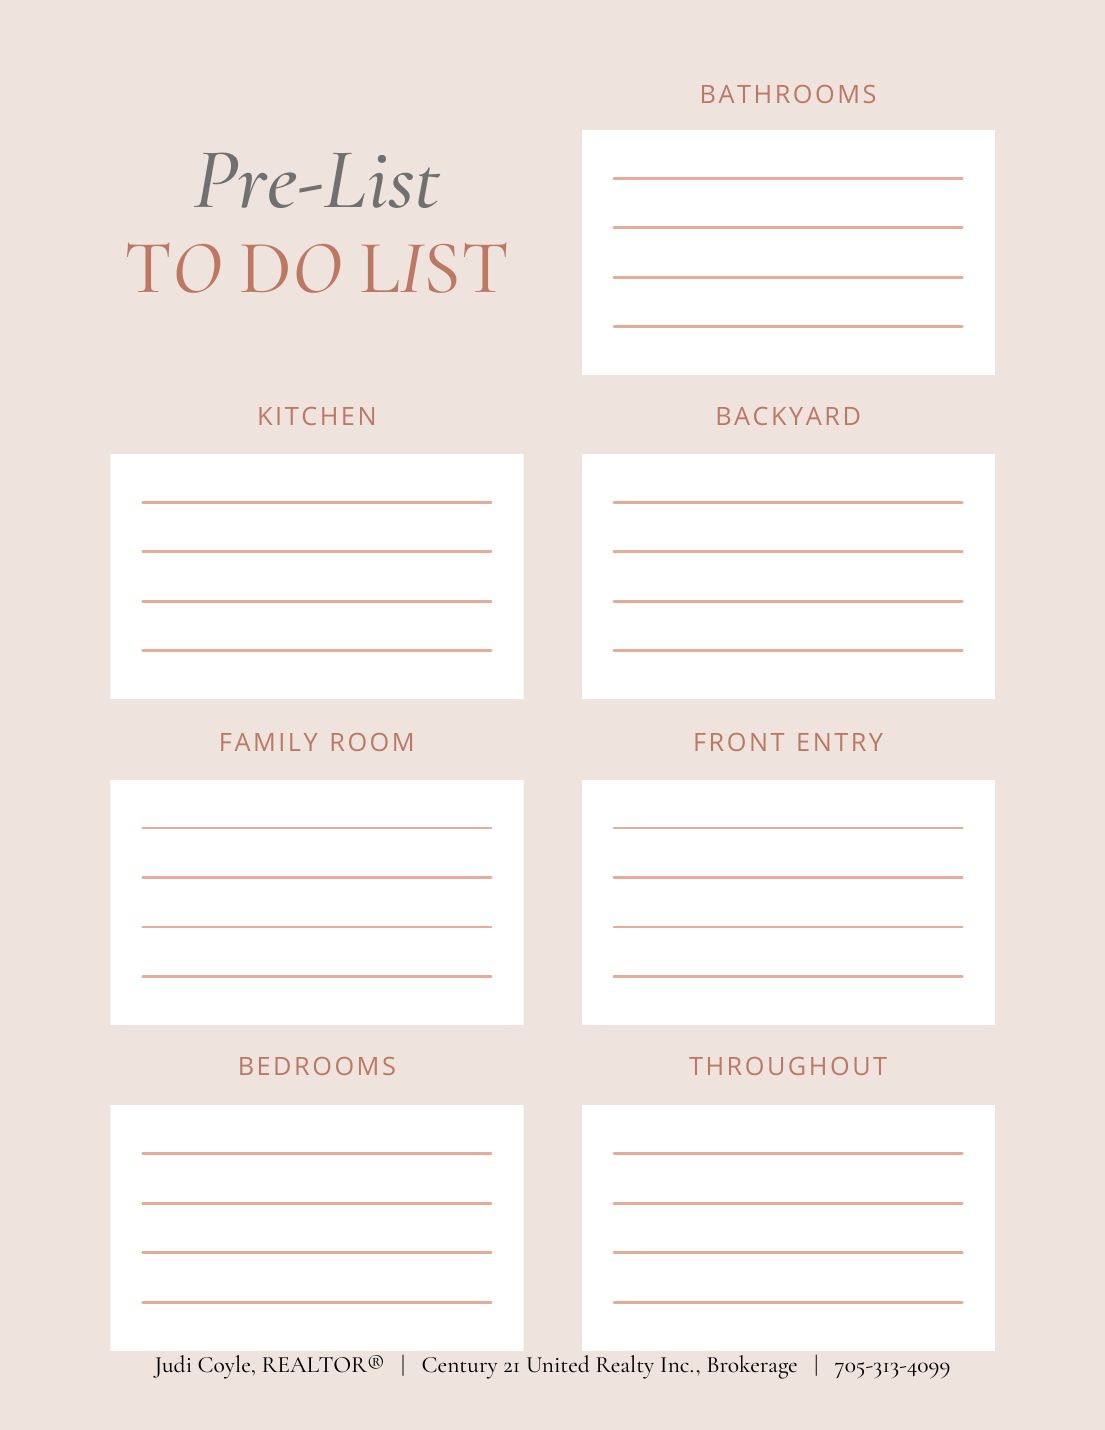 Pre-List
TO DO LIST
BATHROOMS
KITCHEN
BACKYARD
FAMILY ROOM
FRONT ENTRY
BEDROOMS
THROUGHOUT
Judi Coyle, REALTOR® | Century 21 United Realty Inc., Brokerage | 705-313-4099